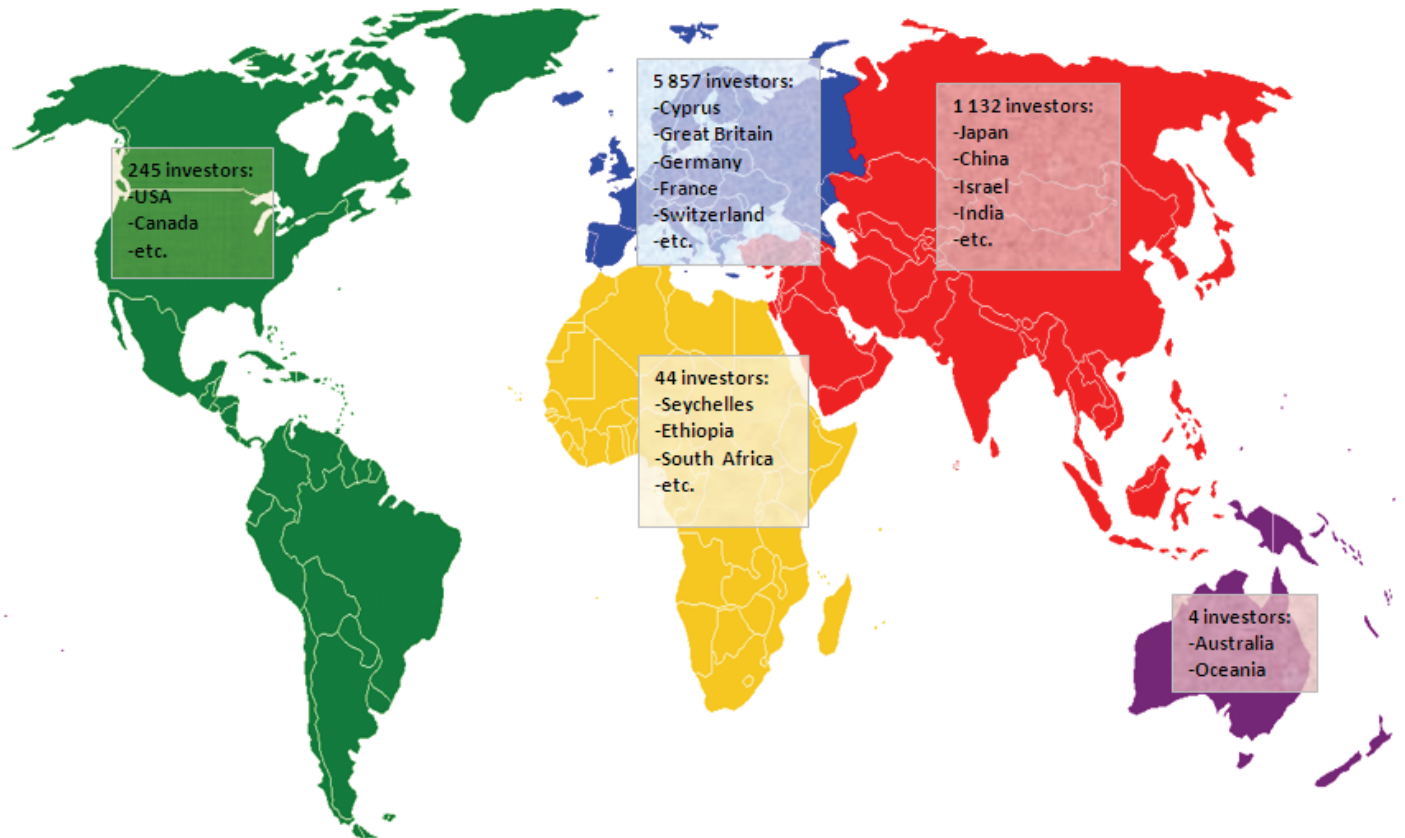 245 investors:
-USA
-Canada
-etc.
5 857 investors:
-Cyprus
-Great Britain
-Germany
-France
-Switzerland
-etc.
1 132 investors:
-Japan
-China
-Israel
-India
-etc.
44 investors:
-Seychelles
-Ethiopia
-South Africa
-etc.
4 investors:
-Australia
-Oceania